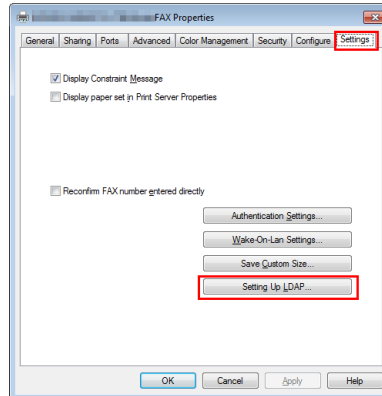 FAX Properties
General Sharing Ports Advanced Color Management Security Configure Settings
Display Constraint Message
Display paper set in Print Server Properties
Reconfirm FAX number entered directly
Authentication Settings...
Wake-On-Lan Settings...
Save Custom Size...
Setting Up LDAP...
OK Cancel Apply Help